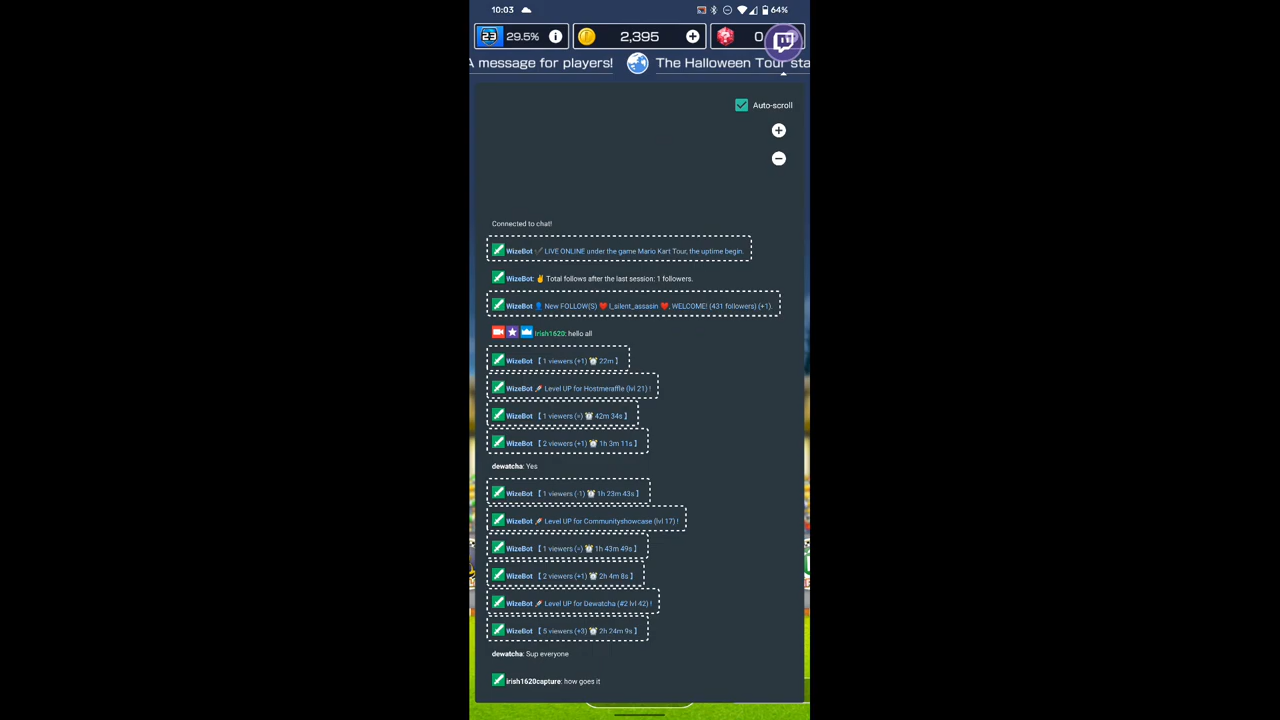 10:03
64%
23 29.5% i 2,395 0
A message for players! The Halloween Tour sta
Auto-scroll
Connected to chat!
WizeBot LIVE ONLINE under the game Mario Kart Tour, the uptime begin.
WizeBot: ✌ Total follows after the last session: 1 followers.
WizeBot 👤 New FOLLOW(S) ❤ l_silent_assasin ❤, WELCOME! (431 followers) (+1).
Irish1620: hello all
WizeBot 【 1 viewers (+1) ⏰ 22m 】
WizeBot 🚀 Level UP for Hostmeraffle (lvl 21) !
WizeBot 【 1 viewers (=) ⏰ 42m 34s 】
WizeBot 【 2 viewers (+1) ⏰ 1h 3m 11s 】
dewatcha: Yes
WizeBot 【 1 viewers (-1) ⏰ 1h 23m 43s 】
WizeBot 🚀 Level UP for Communityshowcase (lvl 17) !
WizeBot 【 1 viewers (=) ⏰ 1h 43m 49s 】
WizeBot 【 2 viewers (+1) ⏰ 2h 4m 8s 】
WizeBot 🚀 Level UP for Dewatcha (#2 lvl 42) !
WizeBot 【 5 viewers (+3) ⏰ 2h 24m 9s 】
dewatcha: Sup everyone
irish1620capture: how goes it